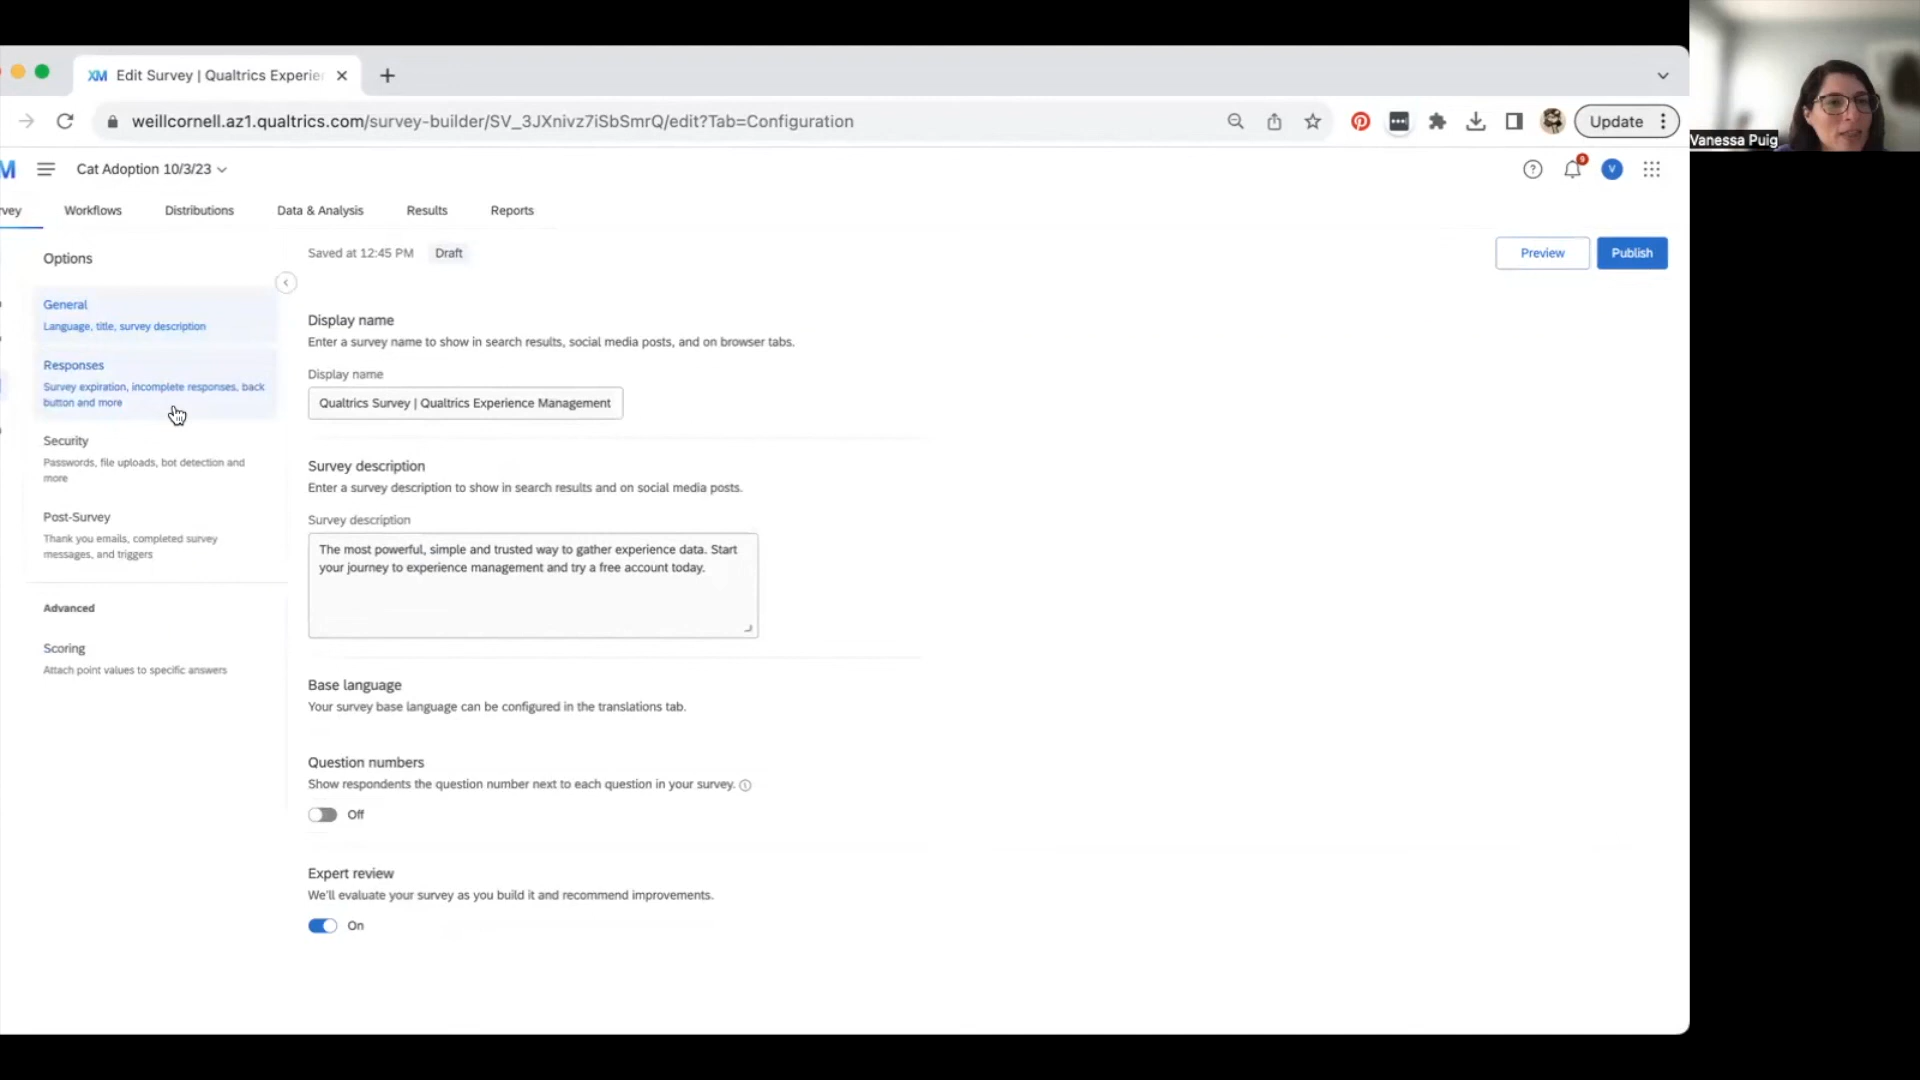 XM Edit Survey | Qualtrics Experie
weillcornell.az1.qualtrics.com/survey-builder/SV_3JXnivz7iSbSmrQ/edit?Tab=Configuration
Update
Vanessa Puig
M
Cat Adoption 10/3/23
9
V
vey
Workflows
Distributions
Data & Analysis
Results
Reports
Options
Saved at 12:45 PM
Draft
Preview
Publish
General
Language, title, survey description
Responses
Survey expiration, incomplete responses, back
button and more
Security
Passwords, file uploads, bot detection and
more
Post-Survey
Thank you emails, completed survey
messages, and triggers
Advanced
Scoring
Attach point values to specific answers
Display name
Enter a survey name to show in search results, social media posts, and on browser tabs.
Display name
Qualtrics Survey | Qualtrics Experience Management
Survey description
Enter a survey description to show in search results and on social media posts.
Survey description
The most powerful, simple and trusted way to gather experience data. Start
your journey to experience management and try a free account today.
Base language
Your survey base language can be configured in the translations tab.
Question numbers
Show respondents the question number next to each question in your survey.
Off
Expert review
We'll evaluate your survey as you build it and recommend improvements.
On